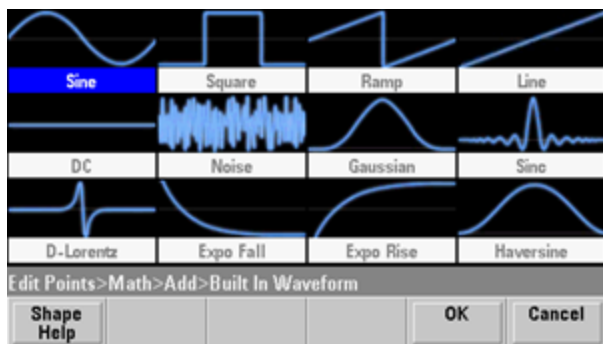 Sine Square Ramp Line
DC Noise Gaussian Sinc
D-Lorentz Expo Fall Expo Rise Haversine
Edit Points>Math>Add>Built In Waveform
Shape Help OK Cancel